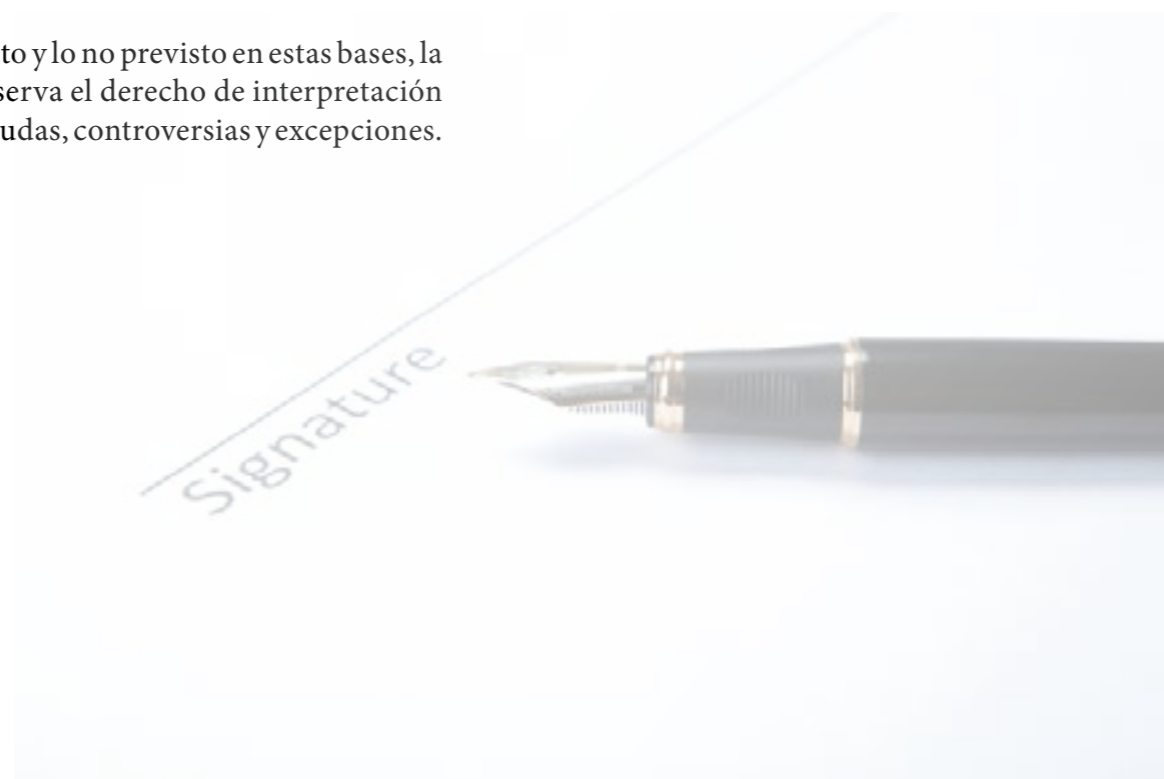 to y lo no previsto en estas bases, la
serva el derecho de interpretación
udas, controversias y excepciones.
Signature